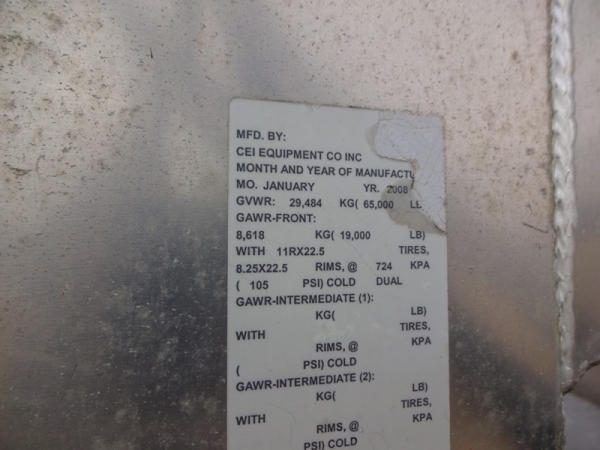 MFD. BY:
CEI EQUIPMENT CO INC
MONTH AND YEAR OF MANUFACTU
MO. JANUARY YR. 2008
GVWR: 29,484 KG( 65,000 LB
GAWR-FRONT:
8,618 KG( 19,000 LB)
WITH 11RX22.5 TIRES,
8.25X22.5 RIMS, @ 724 KPA
( 105 PSI) COLD DUAL
GAWR-INTERMEDIATE (1):
KG( LB)
WITH TIRES,
RIMS, @ KPA
( PSI) COLD
GAWR-INTERMEDIATE (2):
KG( LB)
WITH TIRES,
RIMS, @ KPA
PSI) COLD